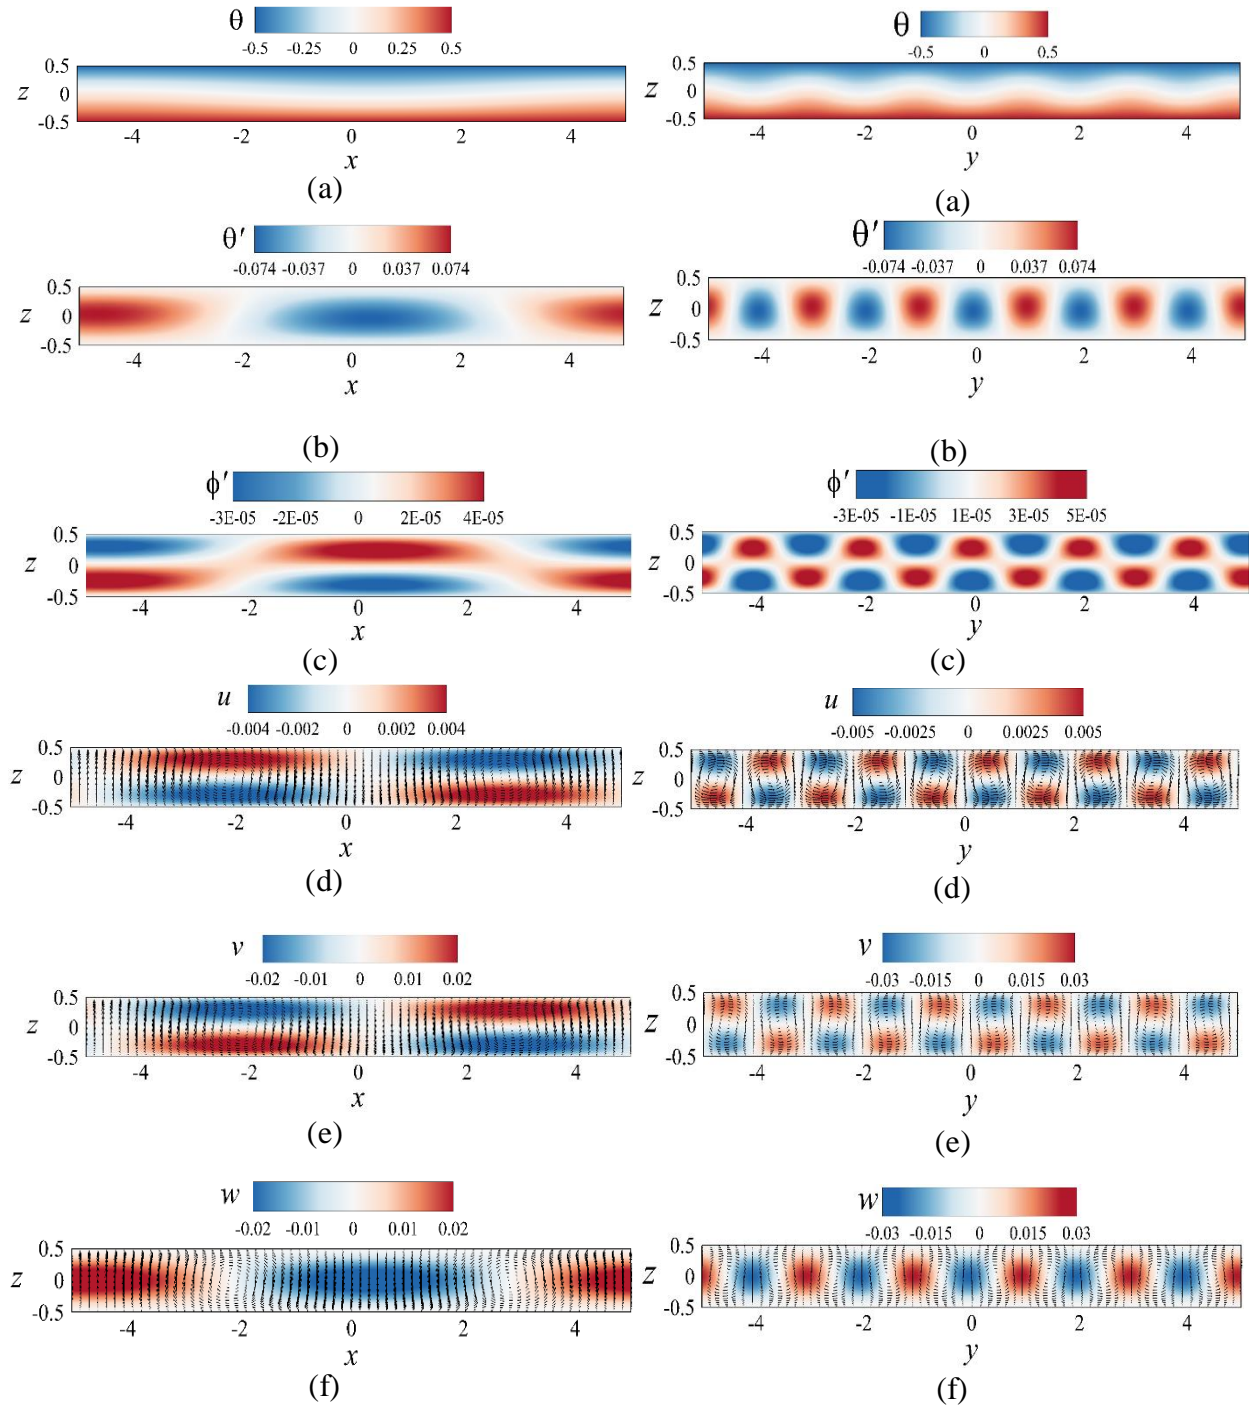 θ
-0.5 -0.25 0 0.25 0.5
z
0.5
0
-0.5
-4 -2 0 2 4
x
(a)
θ
-0.5 0 0.5
z
0.5
0
-0.5
-4 -2 0 2 4
y
(a)
θ′
-0.074 -0.037 0 0.037 0.074
z
0.5
0
-0.5
-4 -2 0 2 4
x
(b)
θ′
-0.074 -0.037 0 0.037 0.074
z
0.5
0
-0.5
-4 -2 0 2 4
y
(b)
ϕ′
-3E-05 -2E-05 0 2E-05 4E-05
z
0.5
0
-0.5
-4 -2 0 2 4
x
(c)
ϕ′
-3E-05 -1E-05 1E-05 3E-05 5E-05
z
0.5
0
-0.5
-4 -2 0 2 4
y
(c)
u
-0.004 -0.002 0 0.002 0.004
z
0.5
0
-0.5
-4 -2 0 2 4
x
(d)
u
-0.005 -0.0025 0 0.0025 0.005
z
0.5
0
-0.5
-4 -2 0 2 4
y
(d)
v
-0.02 -0.01 0 0.01 0.02
z
0.5
0
-0.5
-4 -2 0 2 4
x
(e)
v
-0.03 -0.015 0 0.015 0.03
z
0.5
0
-0.5
-4 -2 0 2 4
y
(e)
w
-0.02 -0.01 0 0.01 0.02
z
0.5
0
-0.5
-4 -2 0 2 4
x
(f)
w
-0.03 -0.015 0 0.015 0.03
z
0.5
0
-0.5
-4 -2 0 2 4
y
(f)